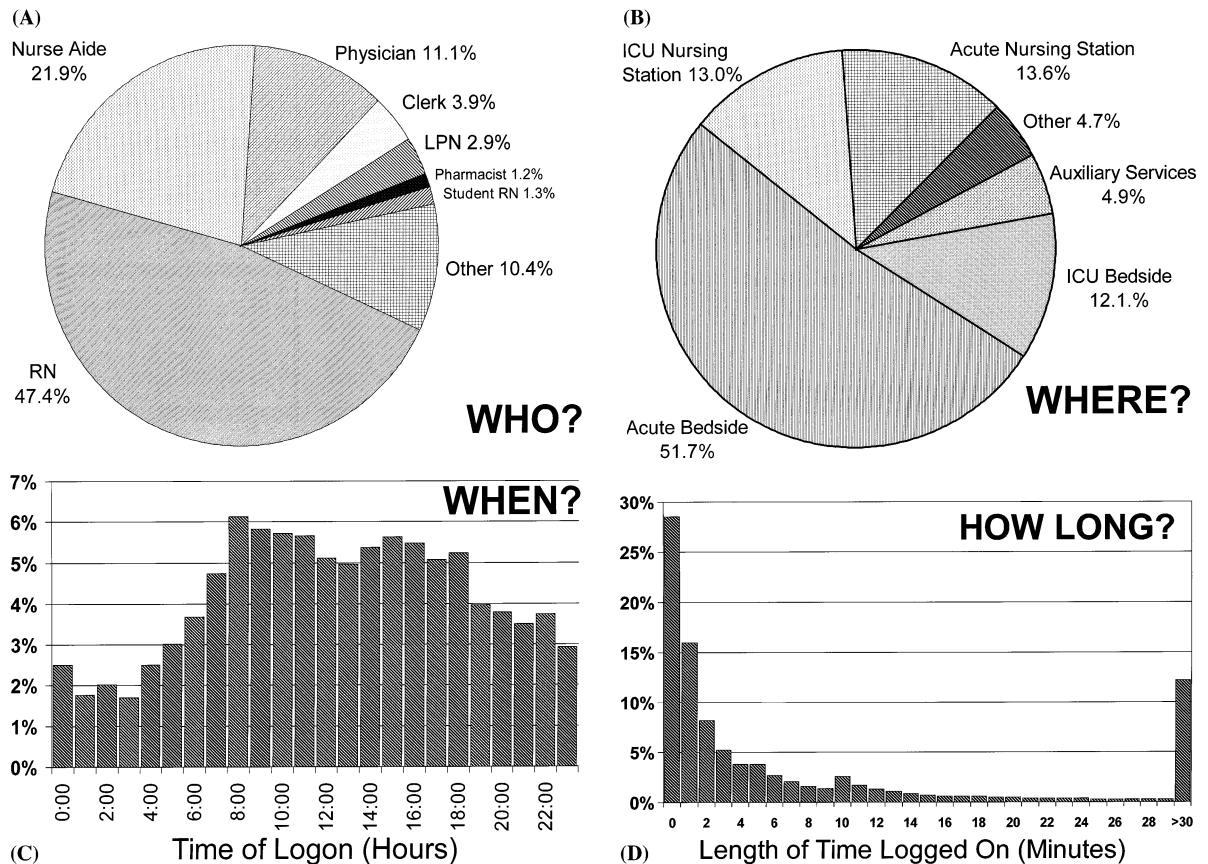 (A)
Nurse Aide
21.9%
Physician 11.1%
Clerk 3.9%
LPN 2.9%
Pharmacist 1.2%
Student RN 1.3%
Other 10.4%
RN
47.4%
WHO?
(B)
ICU Nursing
Station 13.0%
Acute Nursing Station
13.6%
Other 4.7%
Auxiliary Services
4.9%
ICU Bedside
12.1.%
Acute Bedside
51.7%
WHERE?
7%
6%
5%
4%
3%
2%
1%
0%
WHEN?
0:00
2:00
4:00
6:00
8:00
10:00
12:00
14:00
16:00
18:00
20:00
22:00
(C)
Time of Logon (Hours)
30%
25%
20%
15%
10%
5%
0%
HOW LONG?
0 2 4 6 8 10 12 14 16 18 20 22 24 26 28 >30
(D)
Length of Time Logged On (Minutes)